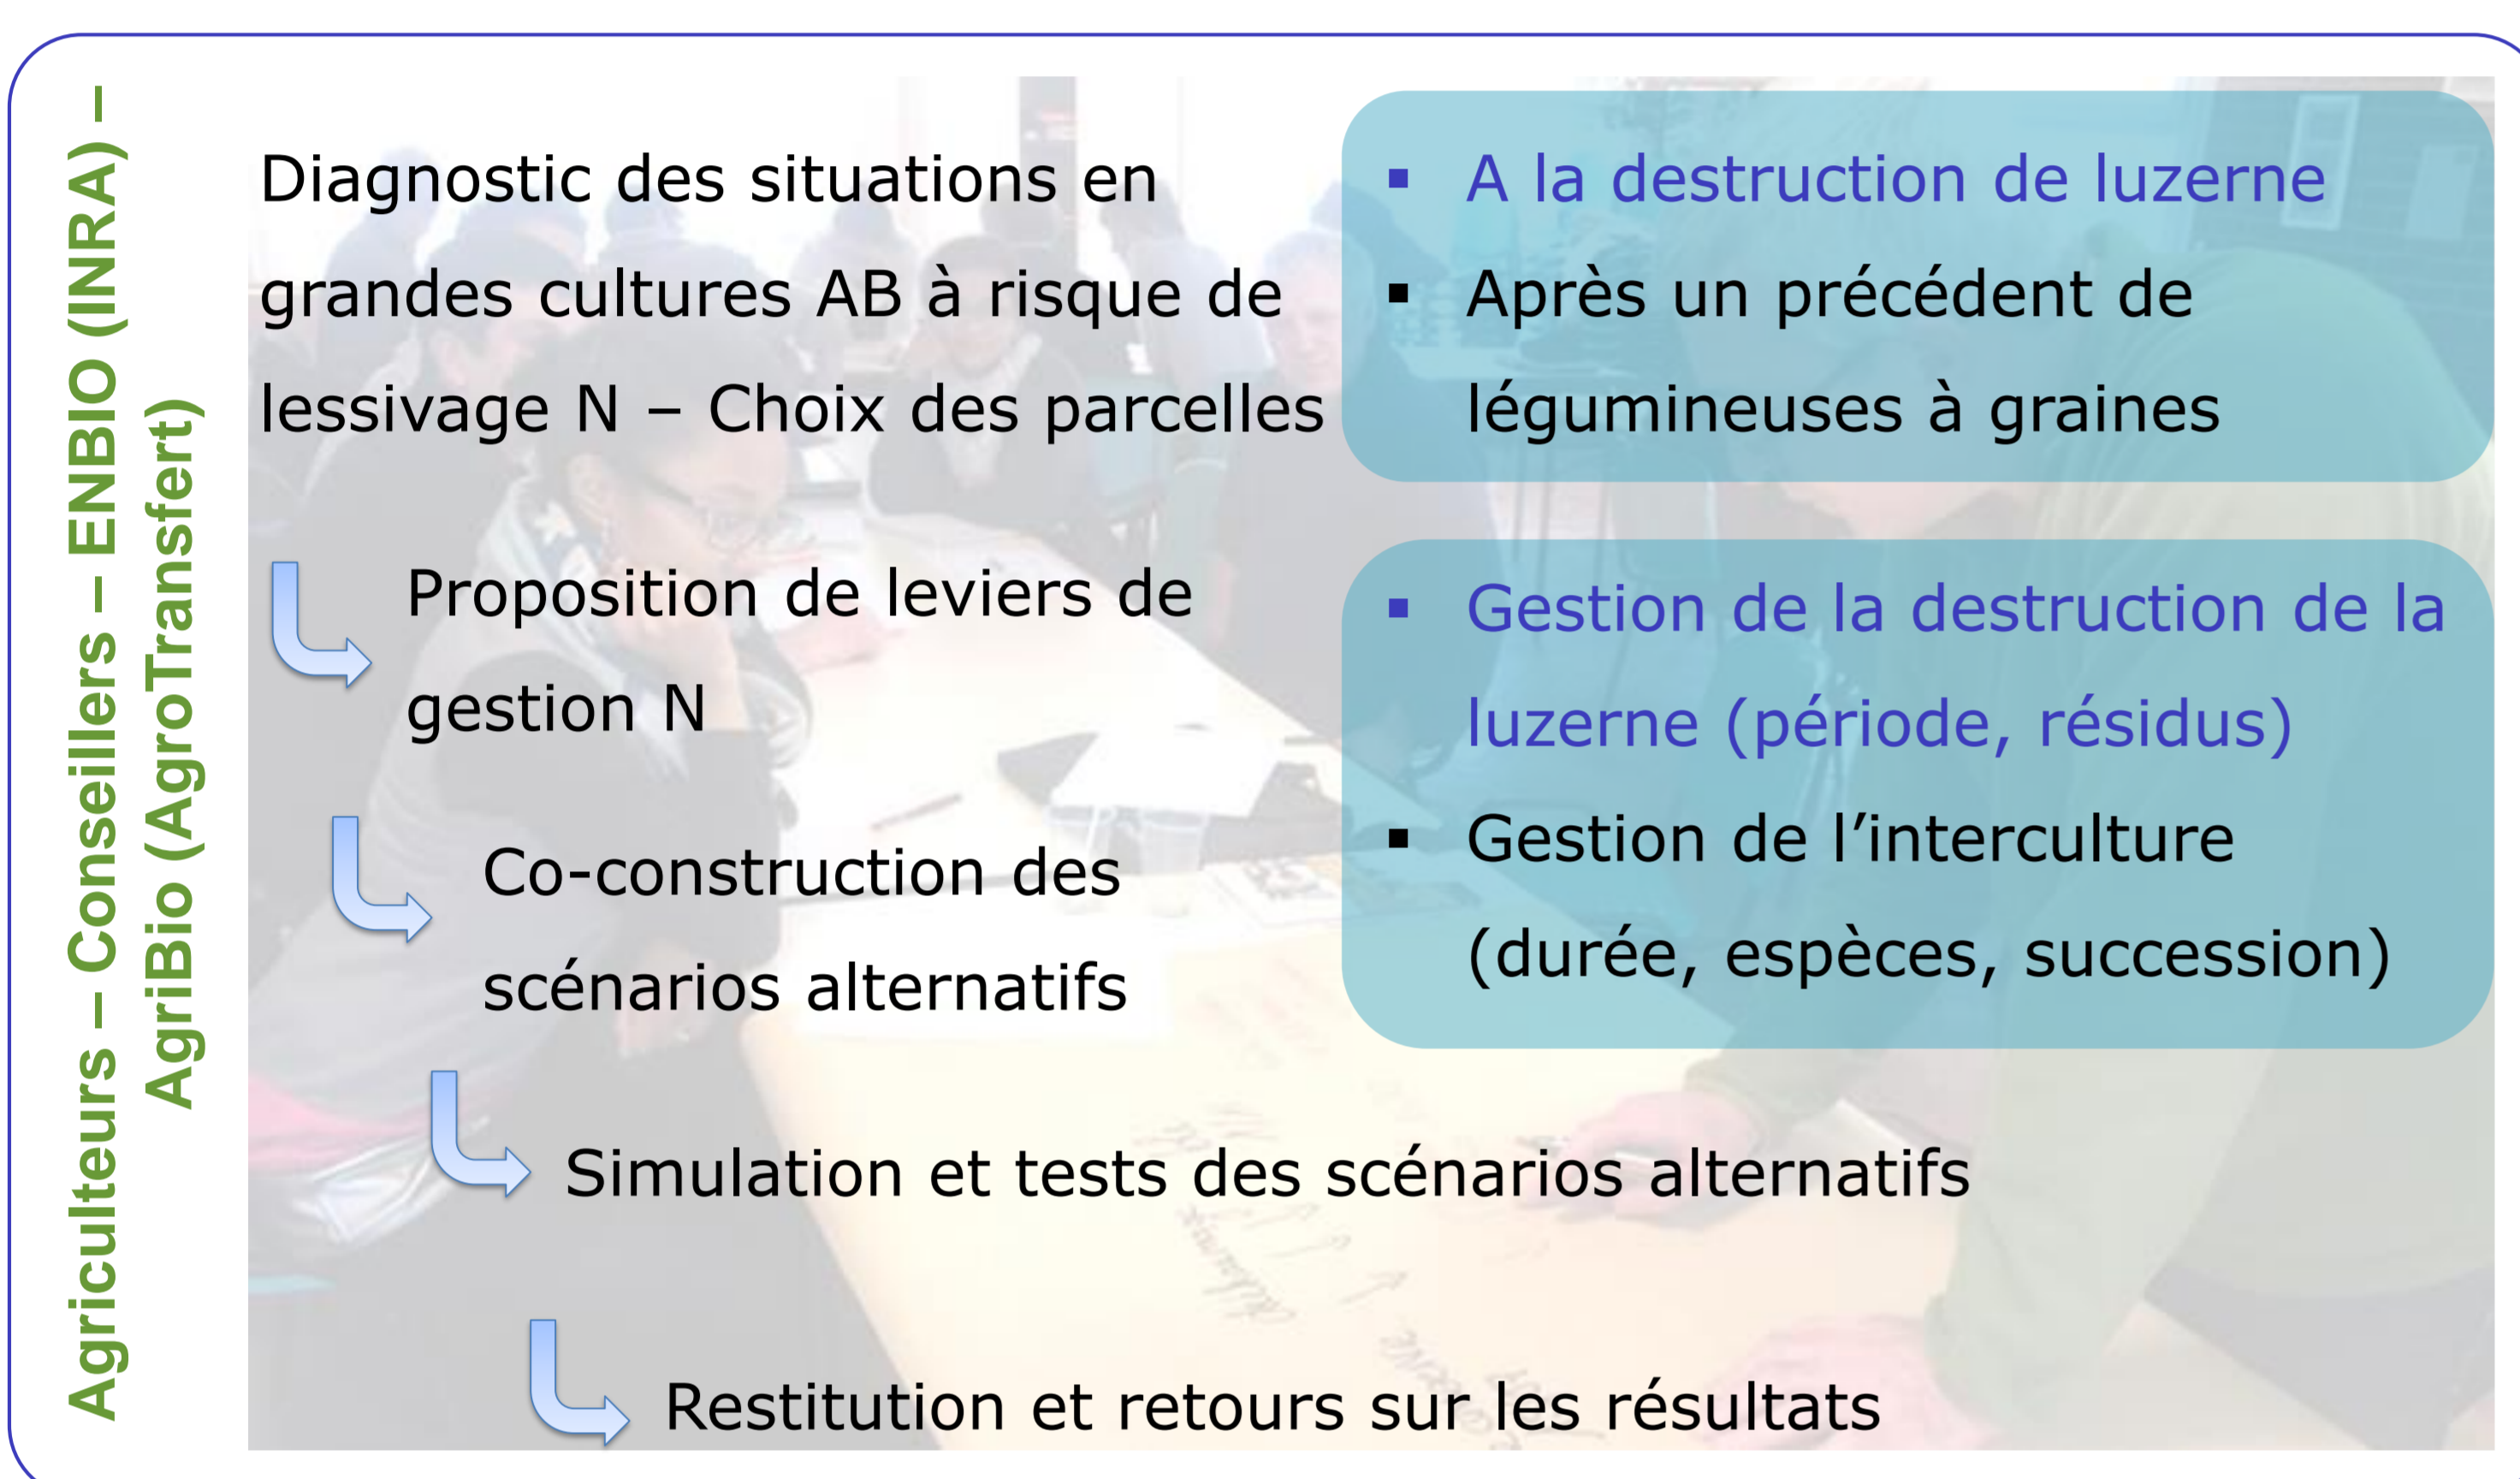 Agriculteurs – Conseillers – ENBIO (INRA) –
AgriBio (AgroTransfert)
Diagnostic des situations en
grandes cultures AB à risque de
lessivage N – Choix des parcelles
▪ A la destruction de luzerne
▪ Après un précédent de
légumineuses à graines
Proposition de leviers de
gestion N
▪ Gestion de la destruction de la
luzerne (période, résidus)
▪ Gestion de l’interculture
(durée, espèces, succession)
Co-construction des
scénarios alternatifs
Simulation et tests des scénarios alternatifs
Restitution et retours sur les résultats